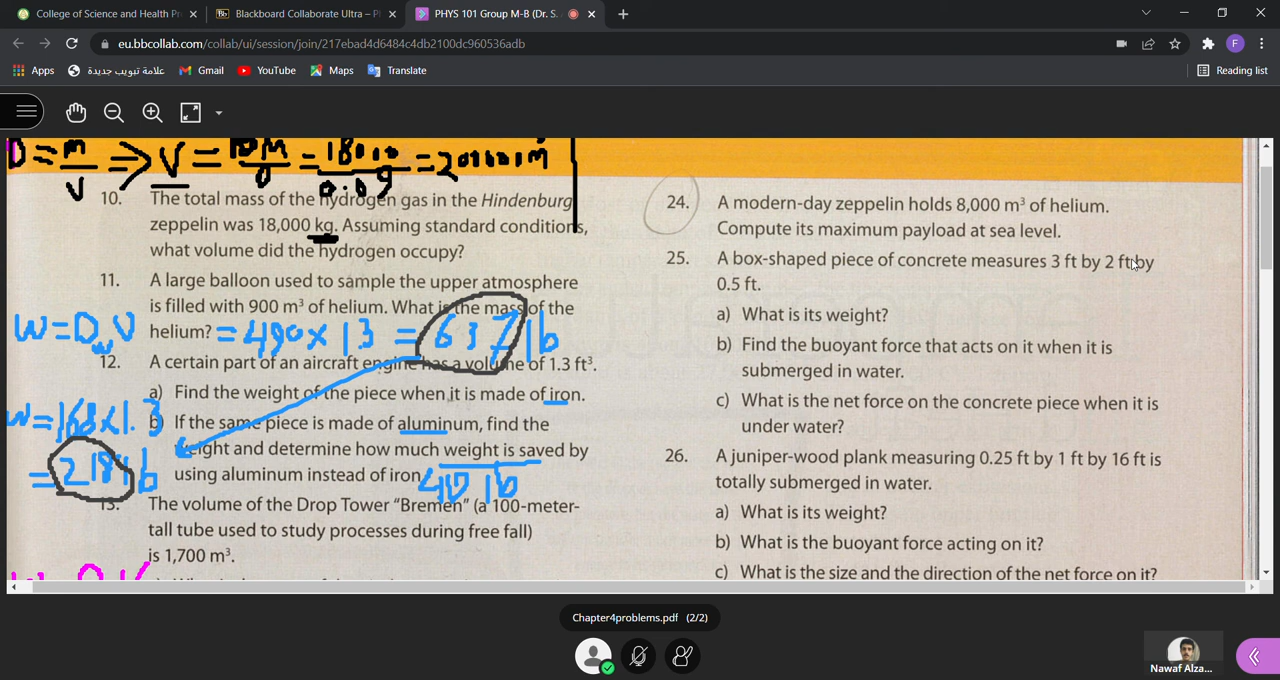 College of Science and Health Pr
Blackboard Collaborate Ultra – Pl
PHYS 101 Group M-B (Dr. S.
eu.bbcollab.com/collab/ui/session/join/217ebad4d6484c4db2100dc960536adb
Apps
علامة تبويب جديدة
Gmail
YouTube
Maps
Translate
Reading list
10. The total mass of the hydrogen gas in the Hindenburg
zeppelin was 18,000 kg. Assuming standard conditions,
what volume did the hydrogen occupy?
11. A large balloon used to sample the upper atmosphere
is filled with 900 m³ of helium. What is the mass of the
helium?
W = D_w V = 490 x 13 = 637 lb
12. A certain part of an aircraft engine has a volume of 1.3 ft³.
a) Find the weight of the piece when it is made of iron.
W = 168 x 1.3
b) If the same piece is made of aluminum, find the
weight and determine how much weight is saved by
using aluminum instead of iron.
13. The volume of the Drop Tower “Bremen” (a 100-meter-
tall tube used to study processes during free fall)
is 1,700 m³.
24. A modern-day zeppelin holds 8,000 m³ of helium.
Compute its maximum payload at sea level.
25. A box-shaped piece of concrete measures 3 ft by 2 ft by
0.5 ft.
a) What is its weight?
b) Find the buoyant force that acts on it when it is
submerged in water.
c) What is the net force on the concrete piece when it is
under water?
26. A juniper-wood plank measuring 0.25 ft by 1 ft by 16 ft is
totally submerged in water.
a) What is its weight?
b) What is the buoyant force acting on it?
c) What is the size and the direction of the net force on it?
Chapter4problems.pdf (2/2)
Nawaf Alza...